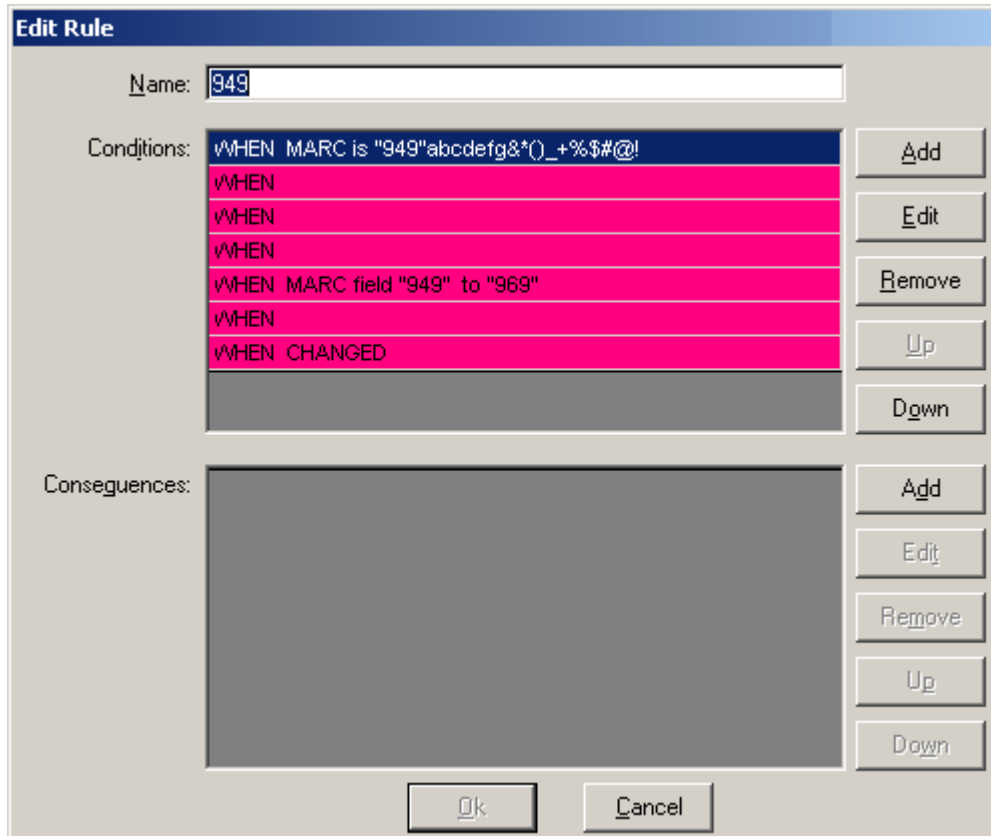 Edit Rule
Name: 949
Conditions: WHEN MARC is "949"abcdefg&*()_+%$#@! Add
WHEN
WHEN Edit
WHEN
WHEN MARC field "949" to "969" Remove
WHEN
WHEN CHANGED Up
Down
Conseguences: Add
Edit
Remove
Up
Down
Ok Cancel